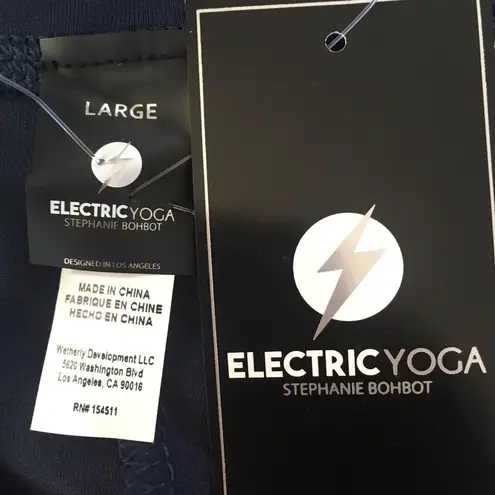 LARGE
ELECTRICYOGA
STEPHANIE BOHBOT
DESIGNED IN LOS ANGELES
MADE IN CHINA
FABRIQUE EN CHINE
HECHO EN CHINA
Wetherly Development LLC
5620 Washington Blvd
Los Angeles, CA 90016
RN# 154511
ELECTRICYOGA
STEPHANIE BOHBOT